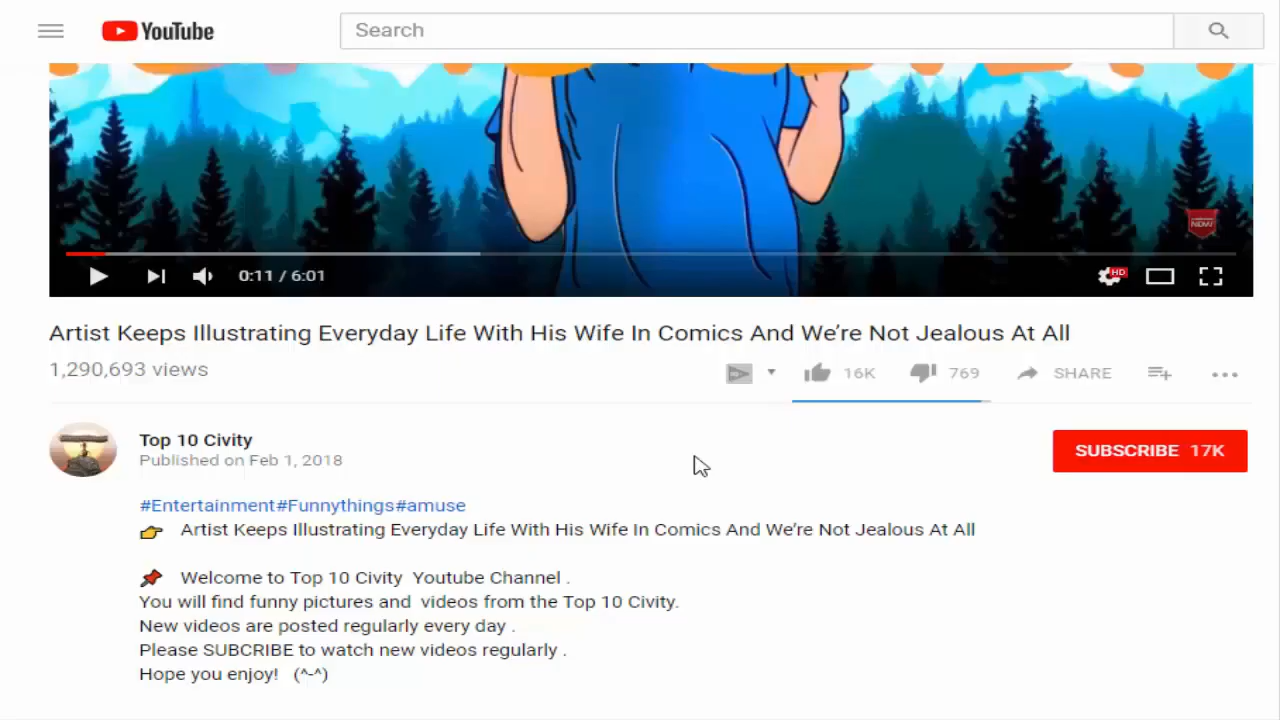 YouTube
Search
NOW
0:11 / 6:01
HD
Artist Keeps Illustrating Everyday Life With His Wife In Comics And We’re Not Jealous At All
1,290,693 views
16K 769 SHARE
Top 10 Civity
Published on Feb 1, 2018
SUBSCRIBE 17K
#Entertainment#Funnythings#amuse
👉 Artist Keeps Illustrating Everyday Life With His Wife In Comics And We’re Not Jealous At All
📌 Welcome to Top 10 Civity Youtube Channel .
You will find funny pictures and videos from the Top 10 Civity.
New videos are posted regularly every day .
Please SUBCRIBE to watch new videos regularly .
Hope you enjoy! (^-^)